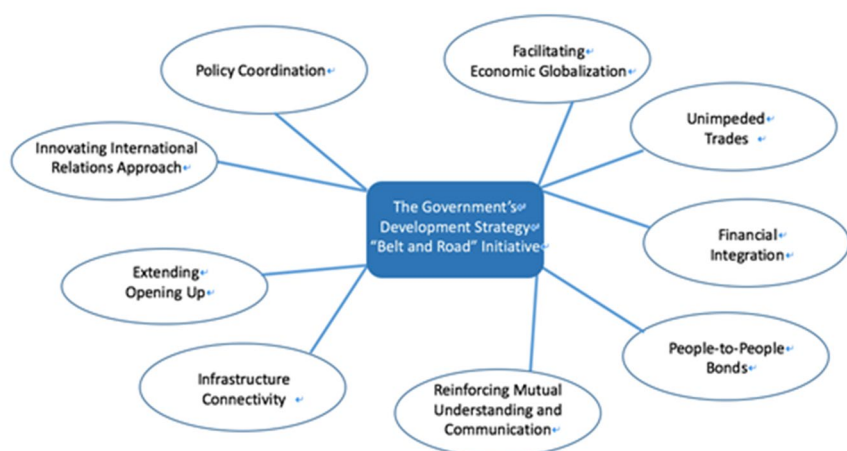 Policy Coordination
Facilitating
Economic Globalization
Unimpeded
Trades
Innovating International
Relations Approach
The Government's
Development Strategy
"Belt and Road" Initiative
Financial
Integration
Extending
Opening Up
People-to-People
Bonds
Infrastructure
Connectivity
Reinforcing Mutual
Understanding and
Communication